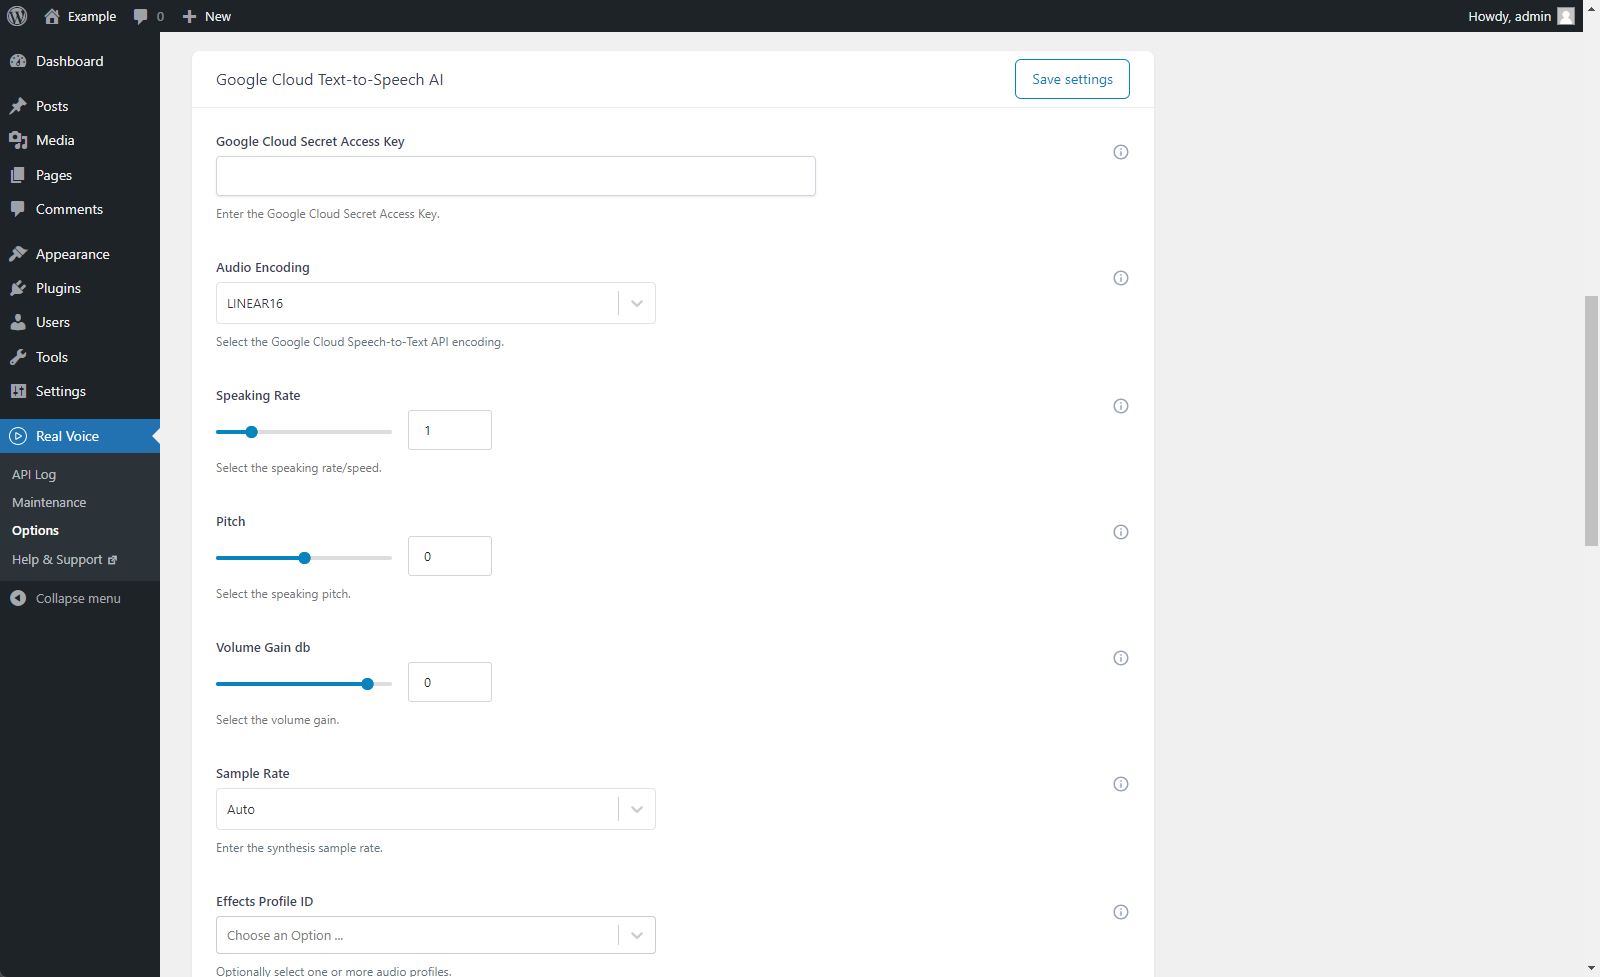 Example 0 New Howdy, admin
Dashboard
Posts
Media
Pages
Comments
Appearance
Plugins
Users
Tools
Settings
Real Voice
API Log
Maintenance
Options
Help & Support
Collapse menu
Google Cloud Text-to-Speech AI Save settings
Google Cloud Secret Access Key
Enter the Google Cloud Secret Access Key.
Audio Encoding
LINEAR16
Select the Google Cloud Speech-to-Text API encoding.
Speaking Rate
1
Select the speaking rate/speed.
Pitch
0
Select the speaking pitch.
Volume Gain db
0
Select the volume gain.
Sample Rate
Auto
Enter the synthesis sample rate.
Effects Profile ID
Choose an Option ...
Optionally select one or more audio profiles.